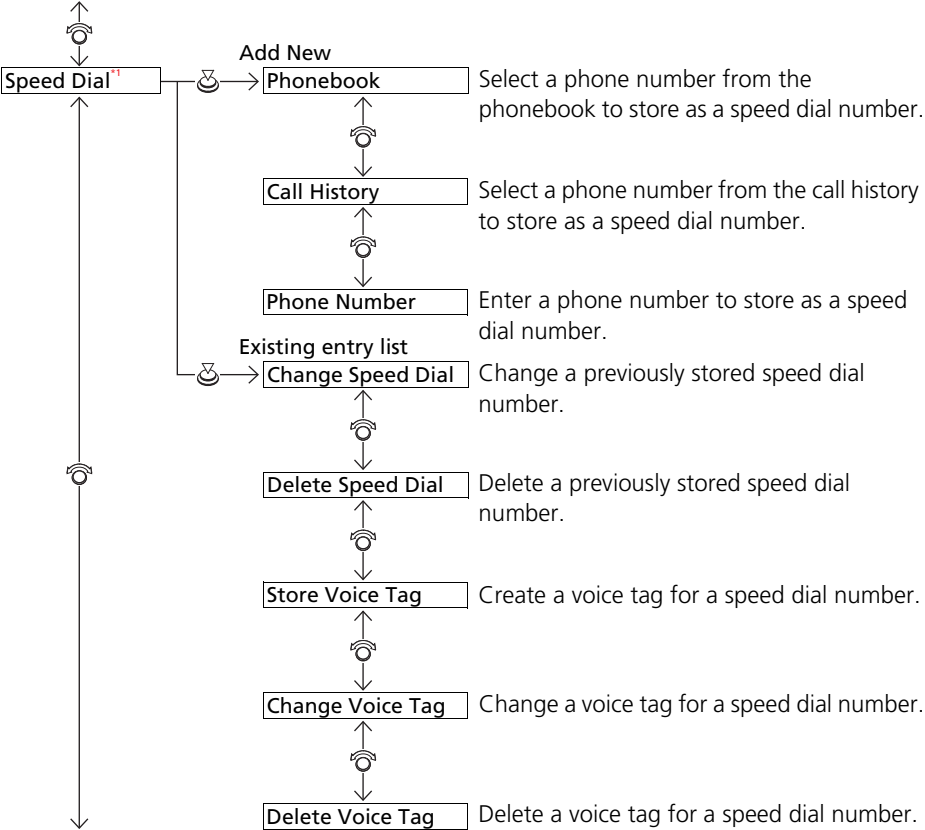 Add New
Speed Dial*1
Phonebook
Select a phone number from the
phonebook to store as a speed dial number.
Call History
Select a phone number from the call history
to store as a speed dial number.
Phone Number
Enter a phone number to store as a speed
dial number.
Existing entry list
Change Speed Dial
Change a previously stored speed dial
number.
Delete Speed Dial
Delete a previously stored speed dial
number.
Store Voice Tag
Create a voice tag for a speed dial number.
Change Voice Tag
Change a voice tag for a speed dial number.
Delete Voice Tag
Delete a voice tag for a speed dial number.